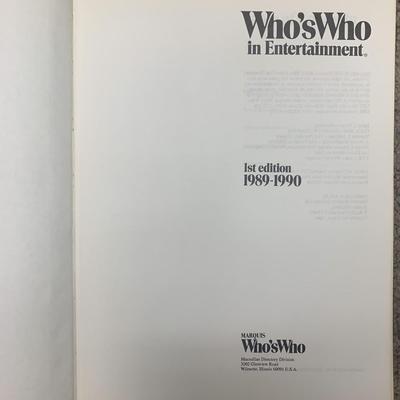 Who'sWho
in Entertainment®
1st edition
1989-1990
MARQUIS
Who'sWho
Macmillan Directory Division
3002 Glenview Road
Wilmette, Illinois 60091 U.S.A.